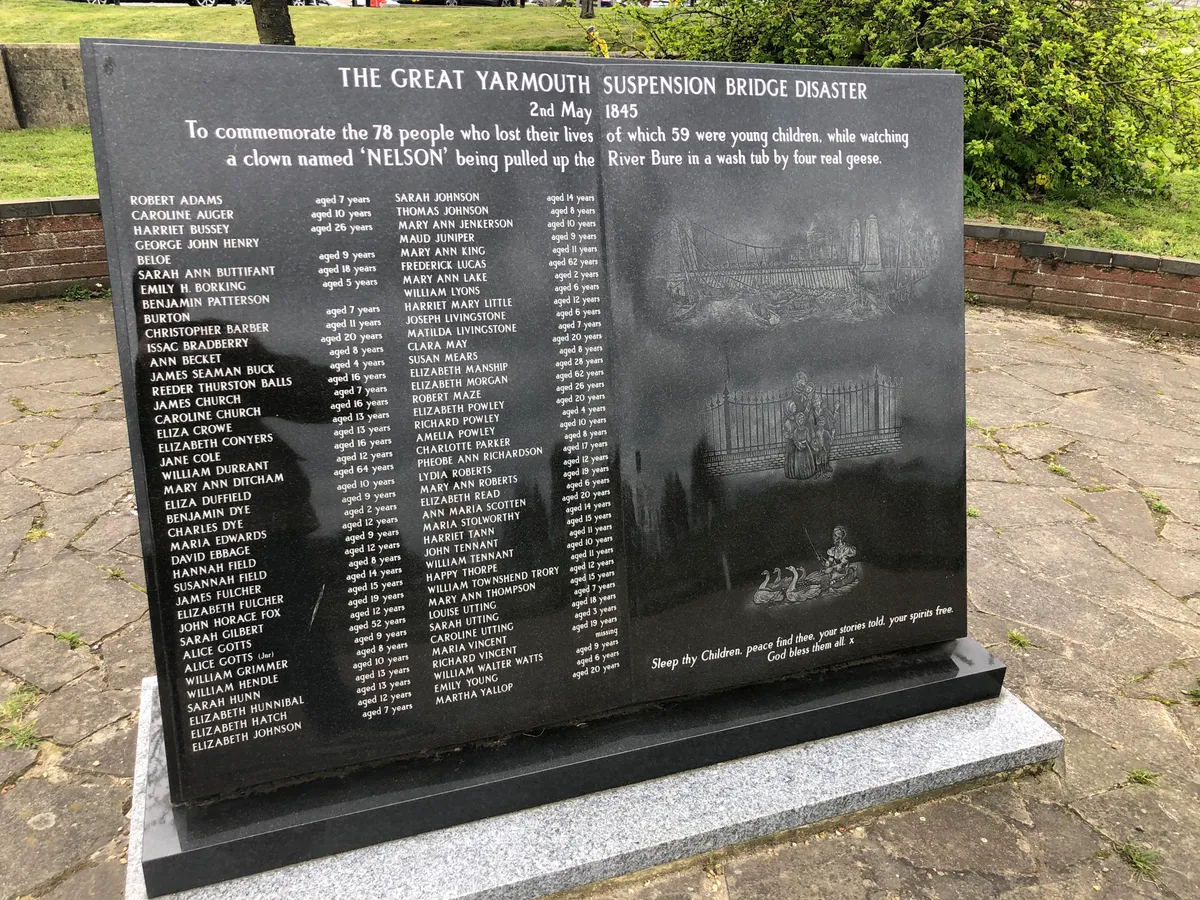 THE GREAT YARMOUTH SUSPENSION BRIDGE DISASTER
2nd May 1845
To commemorate the 78 people who lost their lives of which 59 were young children, while watching
a clown named ‘NELSON’ being pulled up the River Bure in a wash tub by four real geese.
ROBERT ADAMS aged 7 years
CAROLINE AUGER aged 10 years
HARRIET BUSSEY aged 26 years
GEORGE JOHN HENRY
BELOE aged 9 years
SARAH ANN BUTTIFANT aged 18 years
EMILY H. BORKING aged 5 years
BENJAMIN PATTERSON
BURTON aged 7 years
CHRISTOPHER BARBER aged 11 years
ISSAC BRADBERRY aged 20 years
ANN BECKET aged 8 years
JAMES SEAMAN BUCK aged 4 years
REEDER THURSTON BALLS aged 16 years
JAMES CHURCH aged 7 years
CAROLINE CHURCH aged 16 years
ELIZA CROWE aged 13 years
ELIZABETH CONYERS aged 13 years
JANE COLE aged 16 years
WILLIAM DURRANT aged 12 years
MARY ANN DITCHAM aged 64 years
ELIZA DUFFIELD aged 10 years
BENJAMIN DYE aged 9 years
CHARLES DYE aged 2 years
MARIA EDWARDS aged 12 years
DAVID EBBAGE aged 9 years
HANNAH FIELD aged 12 years
SUSANNAH FIELD aged 8 years
JAMES FULCHER aged 14 years
ELIZABETH FULCHER aged 15 years
JOHN HORACE FOX aged 19 years
SARAH GILBERT aged 12 years
ALICE GOTTS aged 52 years
ALICE GOTTS (Jnr) aged 9 years
WILLIAM GRIMMER aged 8 years
WILLIAM HENDLE aged 10 years
SARAH HUNN aged 13 years
ELIZABETH HUNNIBAL aged 13 years
ELIZABETH HATCH aged 12 years
ELIZABETH JOHNSON aged 7 years
SARAH JOHNSON aged 14 years
THOMAS JOHNSON aged 8 years
MARY ANN JENKERSON aged 10 years
MAUD JUNIPER aged 9 years
MARY ANN KING aged 11 years
FREDERICK LUCAS aged 62 years
MARY ANN LAKE aged 2 years
WILLIAM LYONS aged 6 years
HARRIET MARY LITTLE aged 12 years
JOSEPH LIVINGSTONE aged 6 years
MATILDA LIVINGSTONE aged 7 years
CLARA MAY aged 20 years
SUSAN MEARS aged 8 years
ELIZABETH MANSHIP aged 28 years
ELIZABETH MORGAN aged 62 years
ROBERT MAZE aged 26 years
ELIZABETH POWLEY aged 20 years
RICHARD POWLEY aged 4 years
AMELIA POWLEY aged 10 years
CHARLOTTE PARKER aged 8 years
PHEOBE ANN RICHARDSON aged 17 years
LYDIA ROBERTS aged 12 years
MARY ANN ROBERTS aged 19 years
ELIZABETH READ aged 6 years
ANN MARIA SCOTTEN aged 20 years
MARIA STOLWORTHY aged 14 years
HARRIET TANN aged 15 years
JOHN TENNANT aged 11 years
WILLIAM TENNANT aged 10 years
HAPPY THORPE aged 11 years
WILLIAM TOWNSHEND TRORY aged 12 years
MARY ANN THOMPSON aged 15 years
LOUISE UTTING aged 7 years
SARAH UTTING aged 18 years
CAROLINE UTTING aged 3 years
MARIA VINCENT aged 19 years
RICHARD VINCENT missing
WILLIAM WALTER WATTS aged 9 years
EMILY YOUNG aged 6 years
MARTHA YALLOP aged 20 years
Sleep thy Children, peace find thee, your stories told, your spirits free.
God bless them all. x